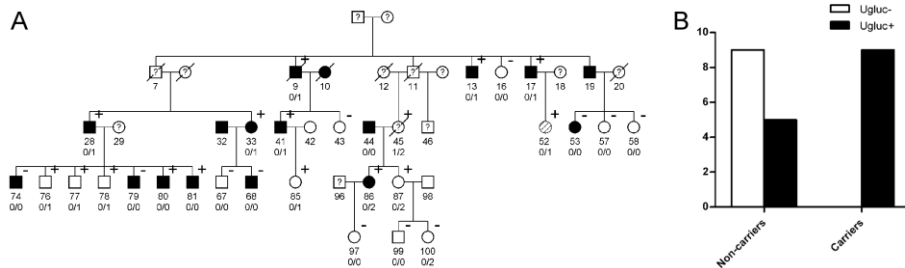 A
B
Ugluc-
Ugluc+
? ?
+ + - +
? ? ? ? ? ?
7 9 10 12 11 13 16 17 18 19 20
0/1 0/1 0/0 0/1
+ + + - + + - - -
? ? ?
28 29 32 33 41 42 43 44 45 46 52 53 57 58
0/1 0/1 0/1 0/0 1/2 0/1 0/0 0/0 0/0
- + + + - + + - - + + +
?
74 76 77 78 79 80 81 67 68 85 96 86 87 98
0/0 0/1 0/1 0/1 0/0 0/0 0/0 0/0 0/0 0/1 0/2 0/2
- - -
97 99 100
0/0 0/0 0/2
10
8
6
4
2
0
Non-carriers
Carriers